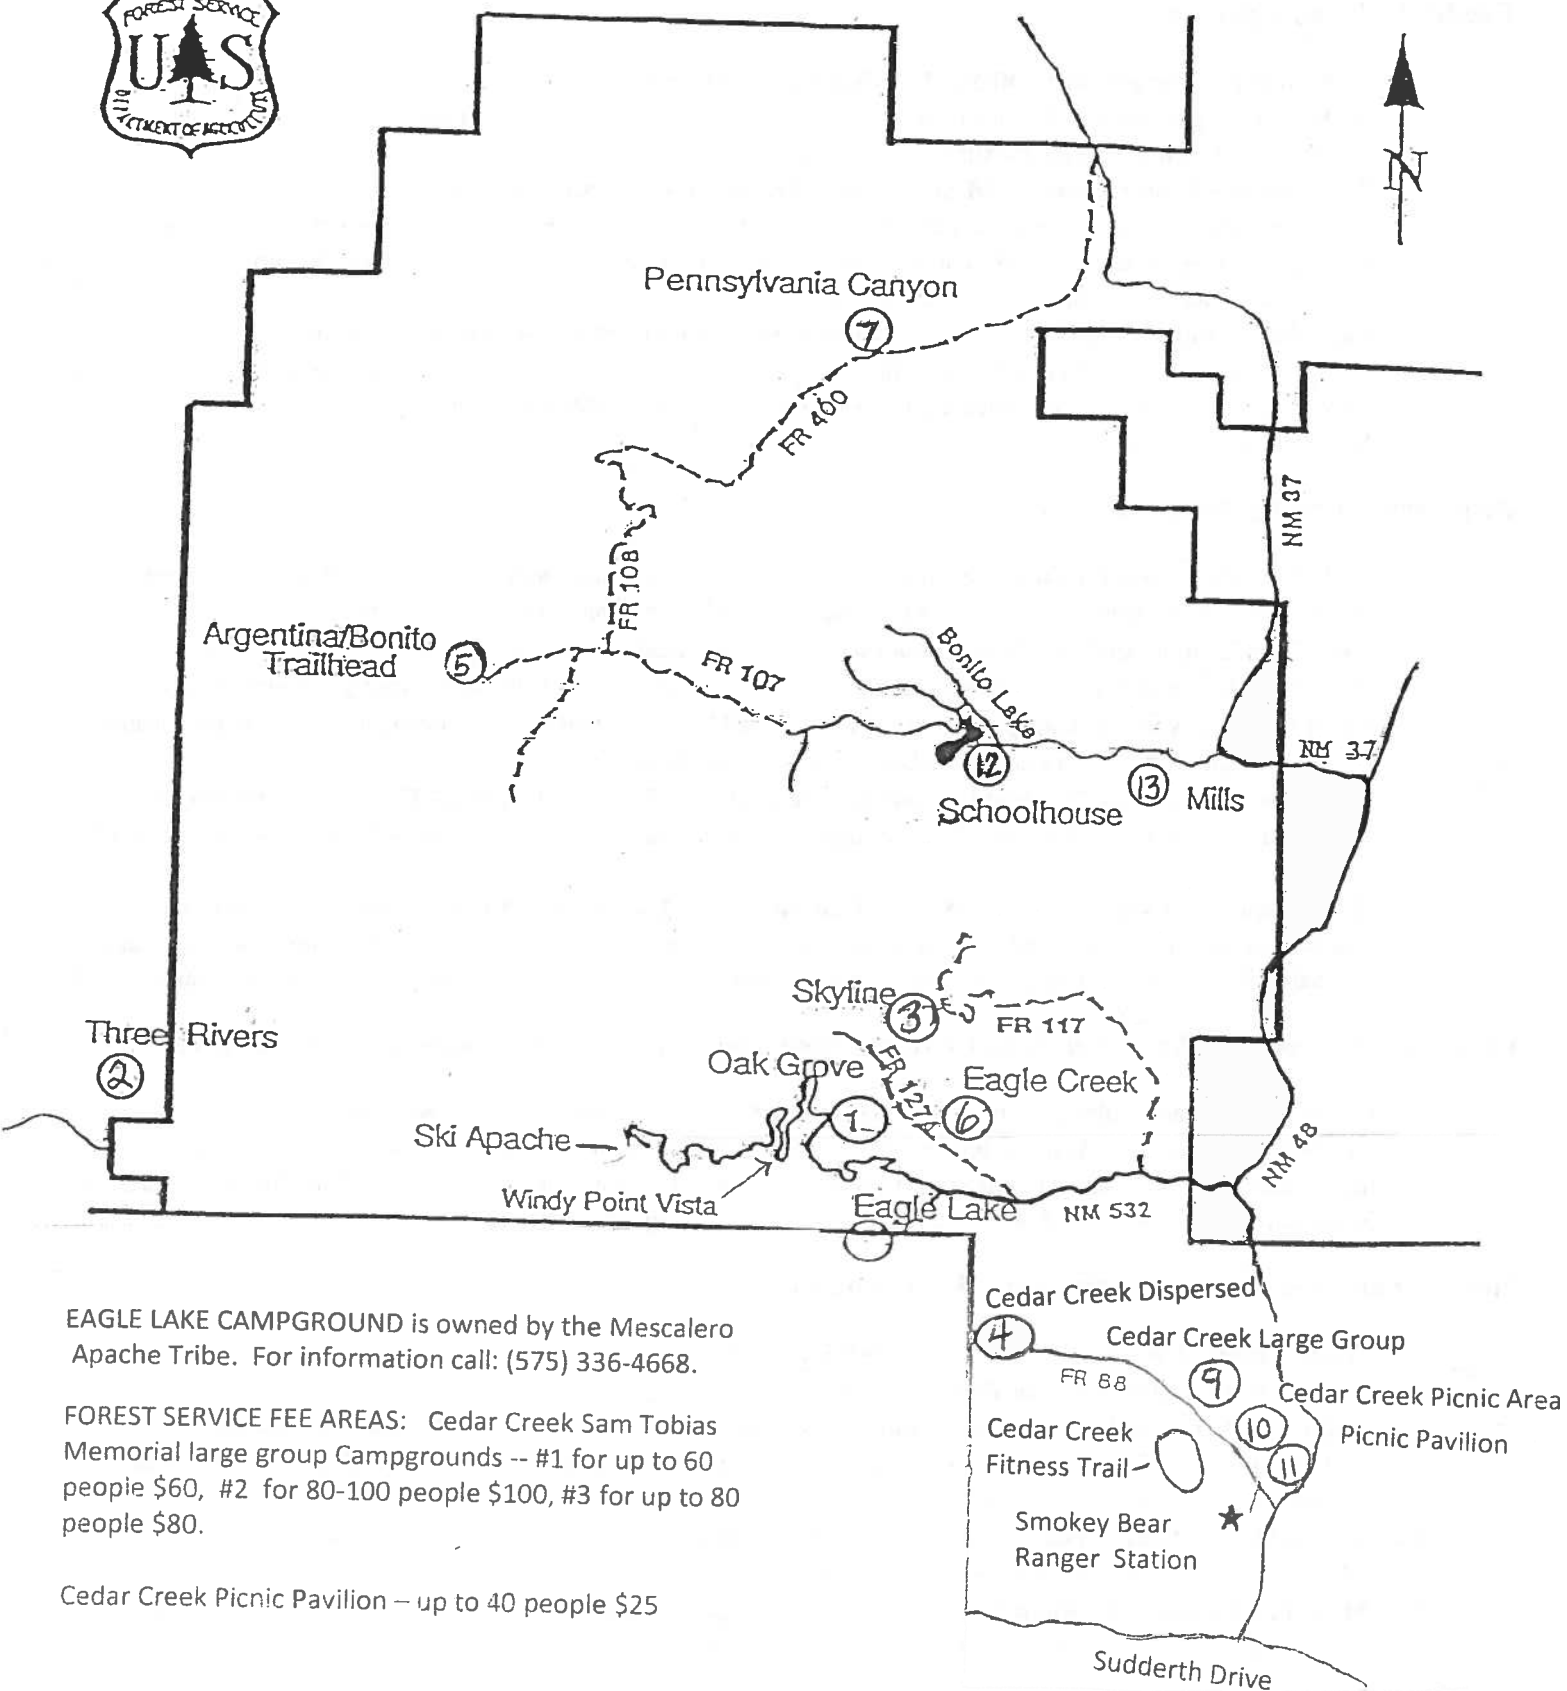 FOREST SERVICE
U S
DEPARTMENT OF AGRICULTURE
N
Pennsylvania Canyon
7
FR 400
NM 37
FR 108
Argentina/Bonito
Trailhead
5
FR 107
Bonito Lake
NM 37
12
Schoolhouse
13
Mills
Skyline
3
FR 117
Three Rivers
2
Oak Grove
FR 127A
Eagle Creek
1
6
Ski Apache
NM 48
Windy Point Vista
Eagle Lake
NM 532
Cedar Creek Dispersed
4
Cedar Creek Large Group
FR 88
9
Cedar Creek Picnic Area
10
Picnic Pavilion
Cedar Creek
Fitness Trail
11
Smokey Bear
Ranger Station
Sudderth Drive
EAGLE LAKE CAMPGROUND is owned by the Mescalero
Apache Tribe. For information call: (575) 336-4668.
FOREST SERVICE FEE AREAS: Cedar Creek Sam Tobias
Memorial large group Campgrounds -- #1 for up to 60
people $60, #2 for 80-100 people $100, #3 for up to 80
people $80.
Cedar Creek Picnic Pavilion – up to 40 people $25